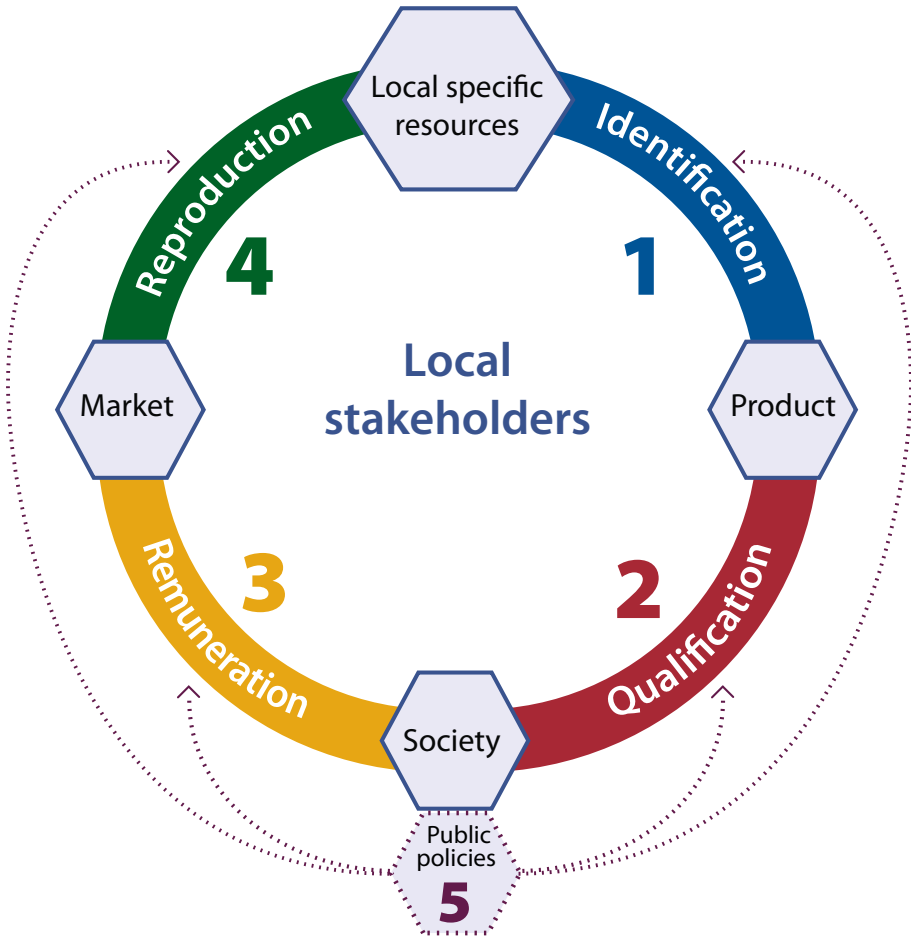 Local specific
resources
Identification
1
Product
Qualification
2
Society
Remuneration
3
Market
Reproduction
4
Local
stakeholders
Public
policies
5